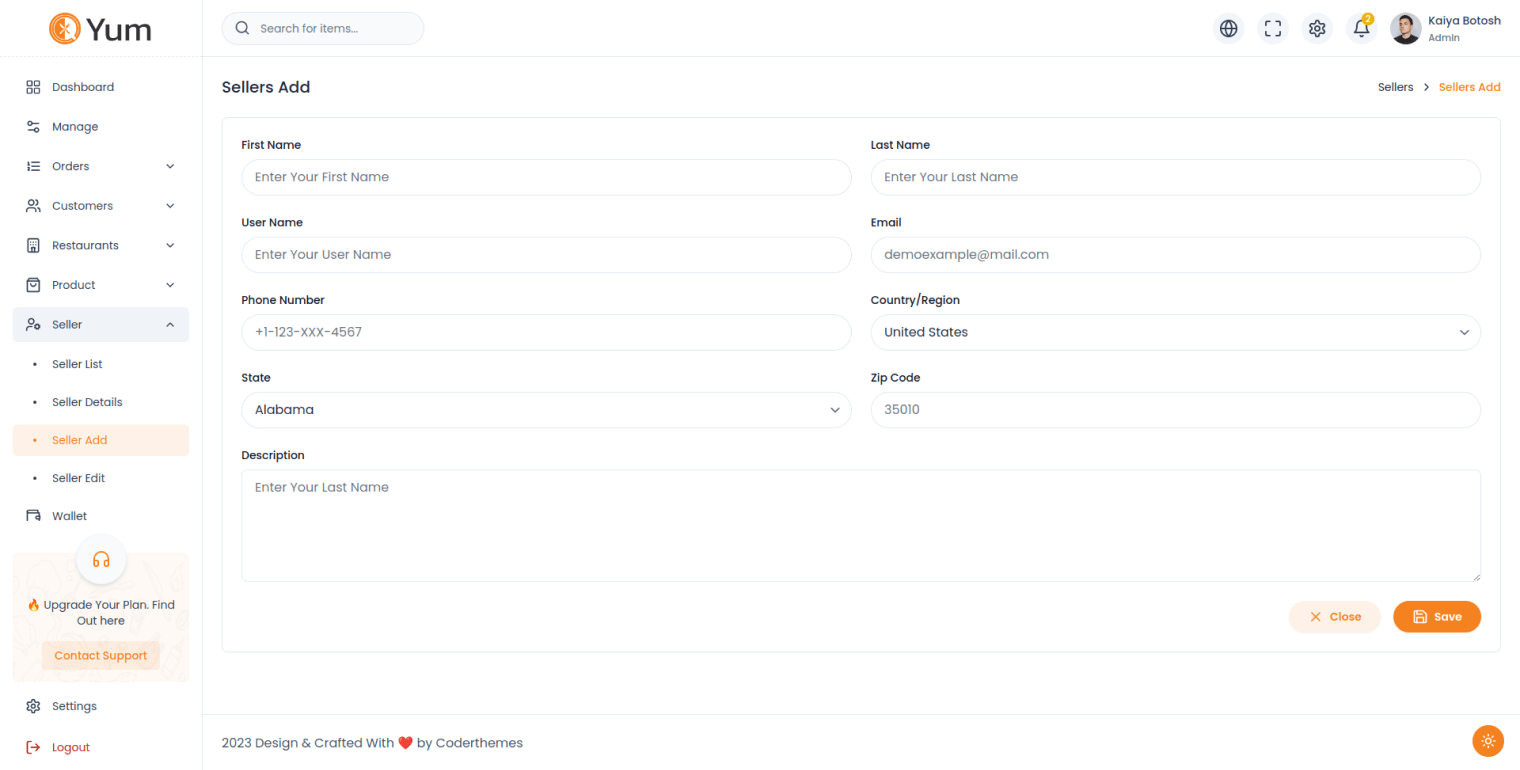 Yum
Search for items...
2
Kaiya Botosh
Admin
Dashboard
Manage
Orders
Customers
Restaurants
Product
Seller
Seller List
Seller Details
Seller Add
Seller Edit
Wallet
🔥 Upgrade Your Plan. Find
Out here
Contact Support
Settings
Logout
Sellers Add
Sellers > Sellers Add
First Name
Enter Your First Name
Last Name
Enter Your Last Name
User Name
Enter Your User Name
Email
demoexample@mail.com
Phone Number
+1-123-XXX-4567
Country/Region
United States
State
Alabama
Zip Code
35010
Description
Enter Your Last Name
Close
Save
2023 Design & Crafted With ❤️ by Coderthemes